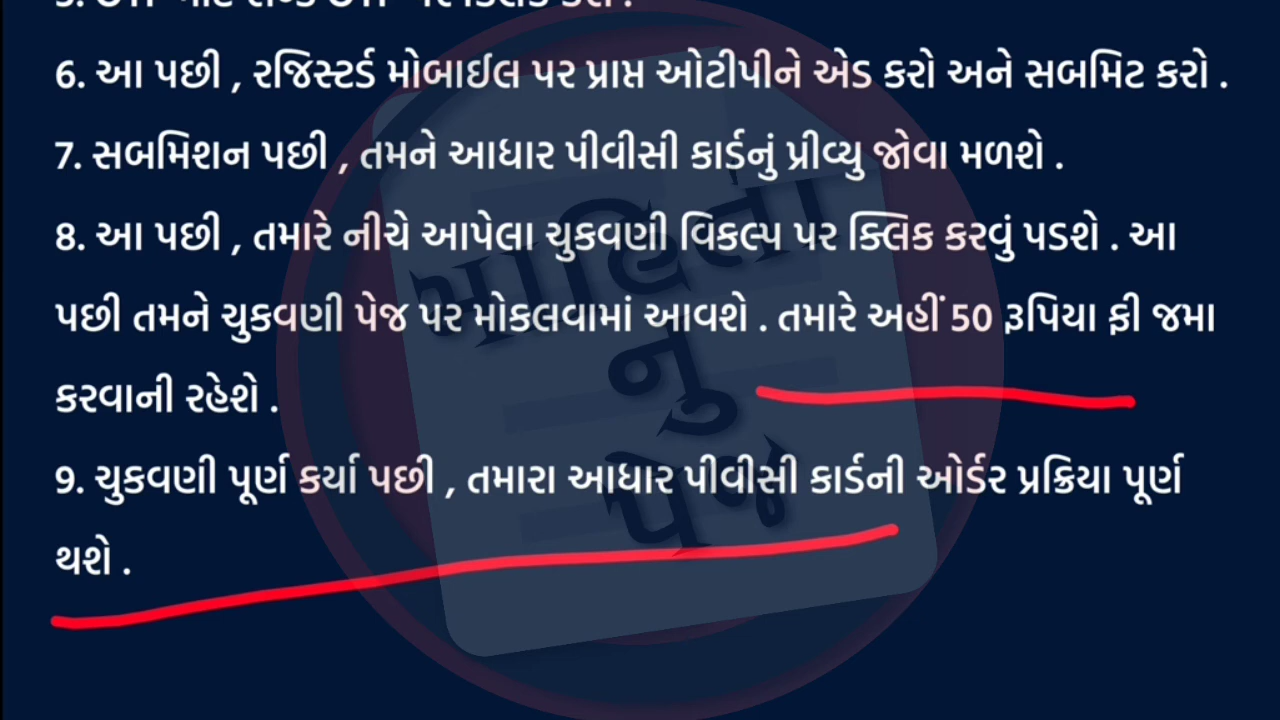 6. આ પછી , રજિસ્ટર્ડ મોબાઈલ પર પ્રાપ્ત ઓટીપીને એડ કરો અને સબમિટ કરો .
7. સબમિશન પછી , તમને આધાર પીવીસી કાર્ડનું પ્રીવ્યુ જોવા મળશે .
8. આ પછી , તમારે નીચે આપેલા ચુકવણી વિકલ્પ પર ક્લિક કરવું પડશે . આ
પછી તમને ચુકવણી પેજ પર મોકલવામાં આવશે . તમારે અહીં 50 રૂપિયા ફી જમા
કરવાની રહેશે .
9. ચુકવણી પૂર્ણ કર્યા પછી , તમારા આધાર પીવીસી કાર્ડની ઓર્ડર પ્રક્રિયા પૂર્ણ
થશે .
માહિતી
નું
પેજ